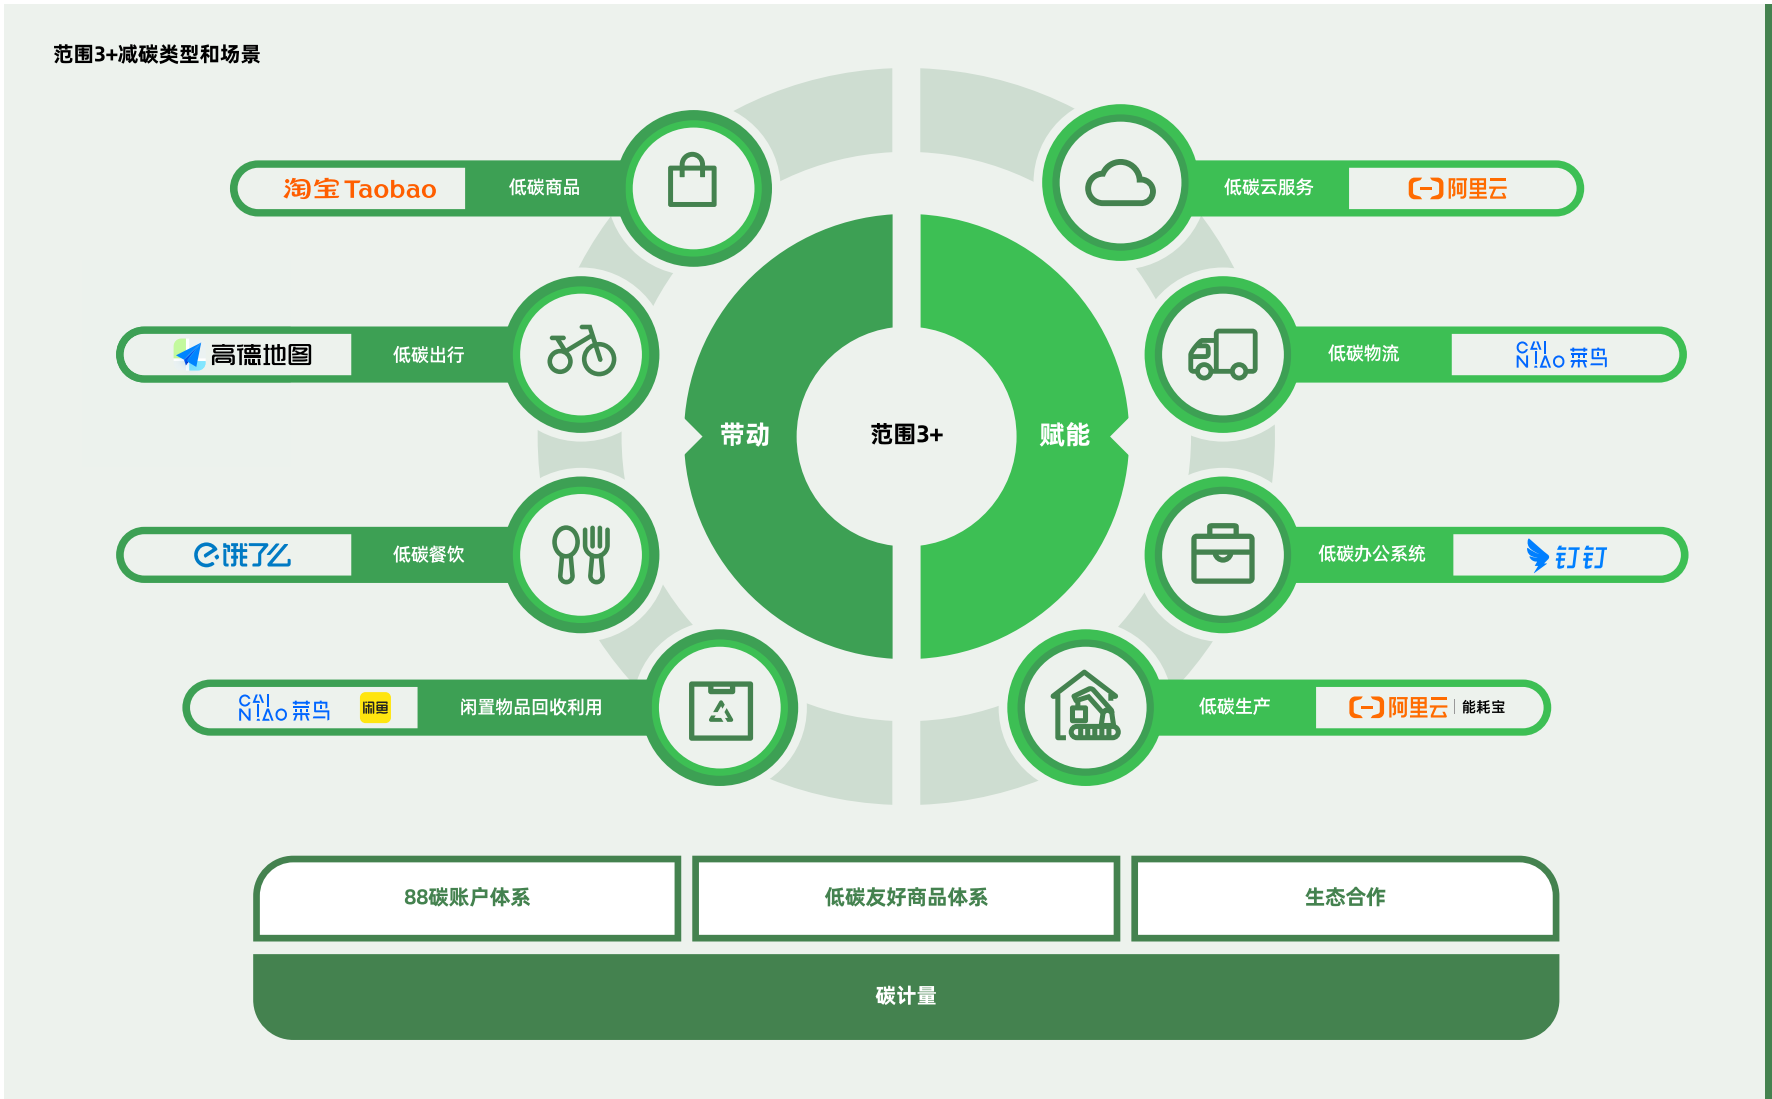 范围3+减碳类型和场景
淘宝 Taobao
低碳商品
低碳云服务
阿里云
高德地图
低碳出行
低碳物流
CAI
NIAO 菜鸟
带动
范围3+
赋能
饿了么
低碳餐饮
低碳办公系统
钉钉
CAI
NIAO 菜鸟
闲鱼
闲置物品回收利用
低碳生产
阿里云 | 能耗宝
88碳账户体系
低碳友好商品体系
生态合作
碳计量